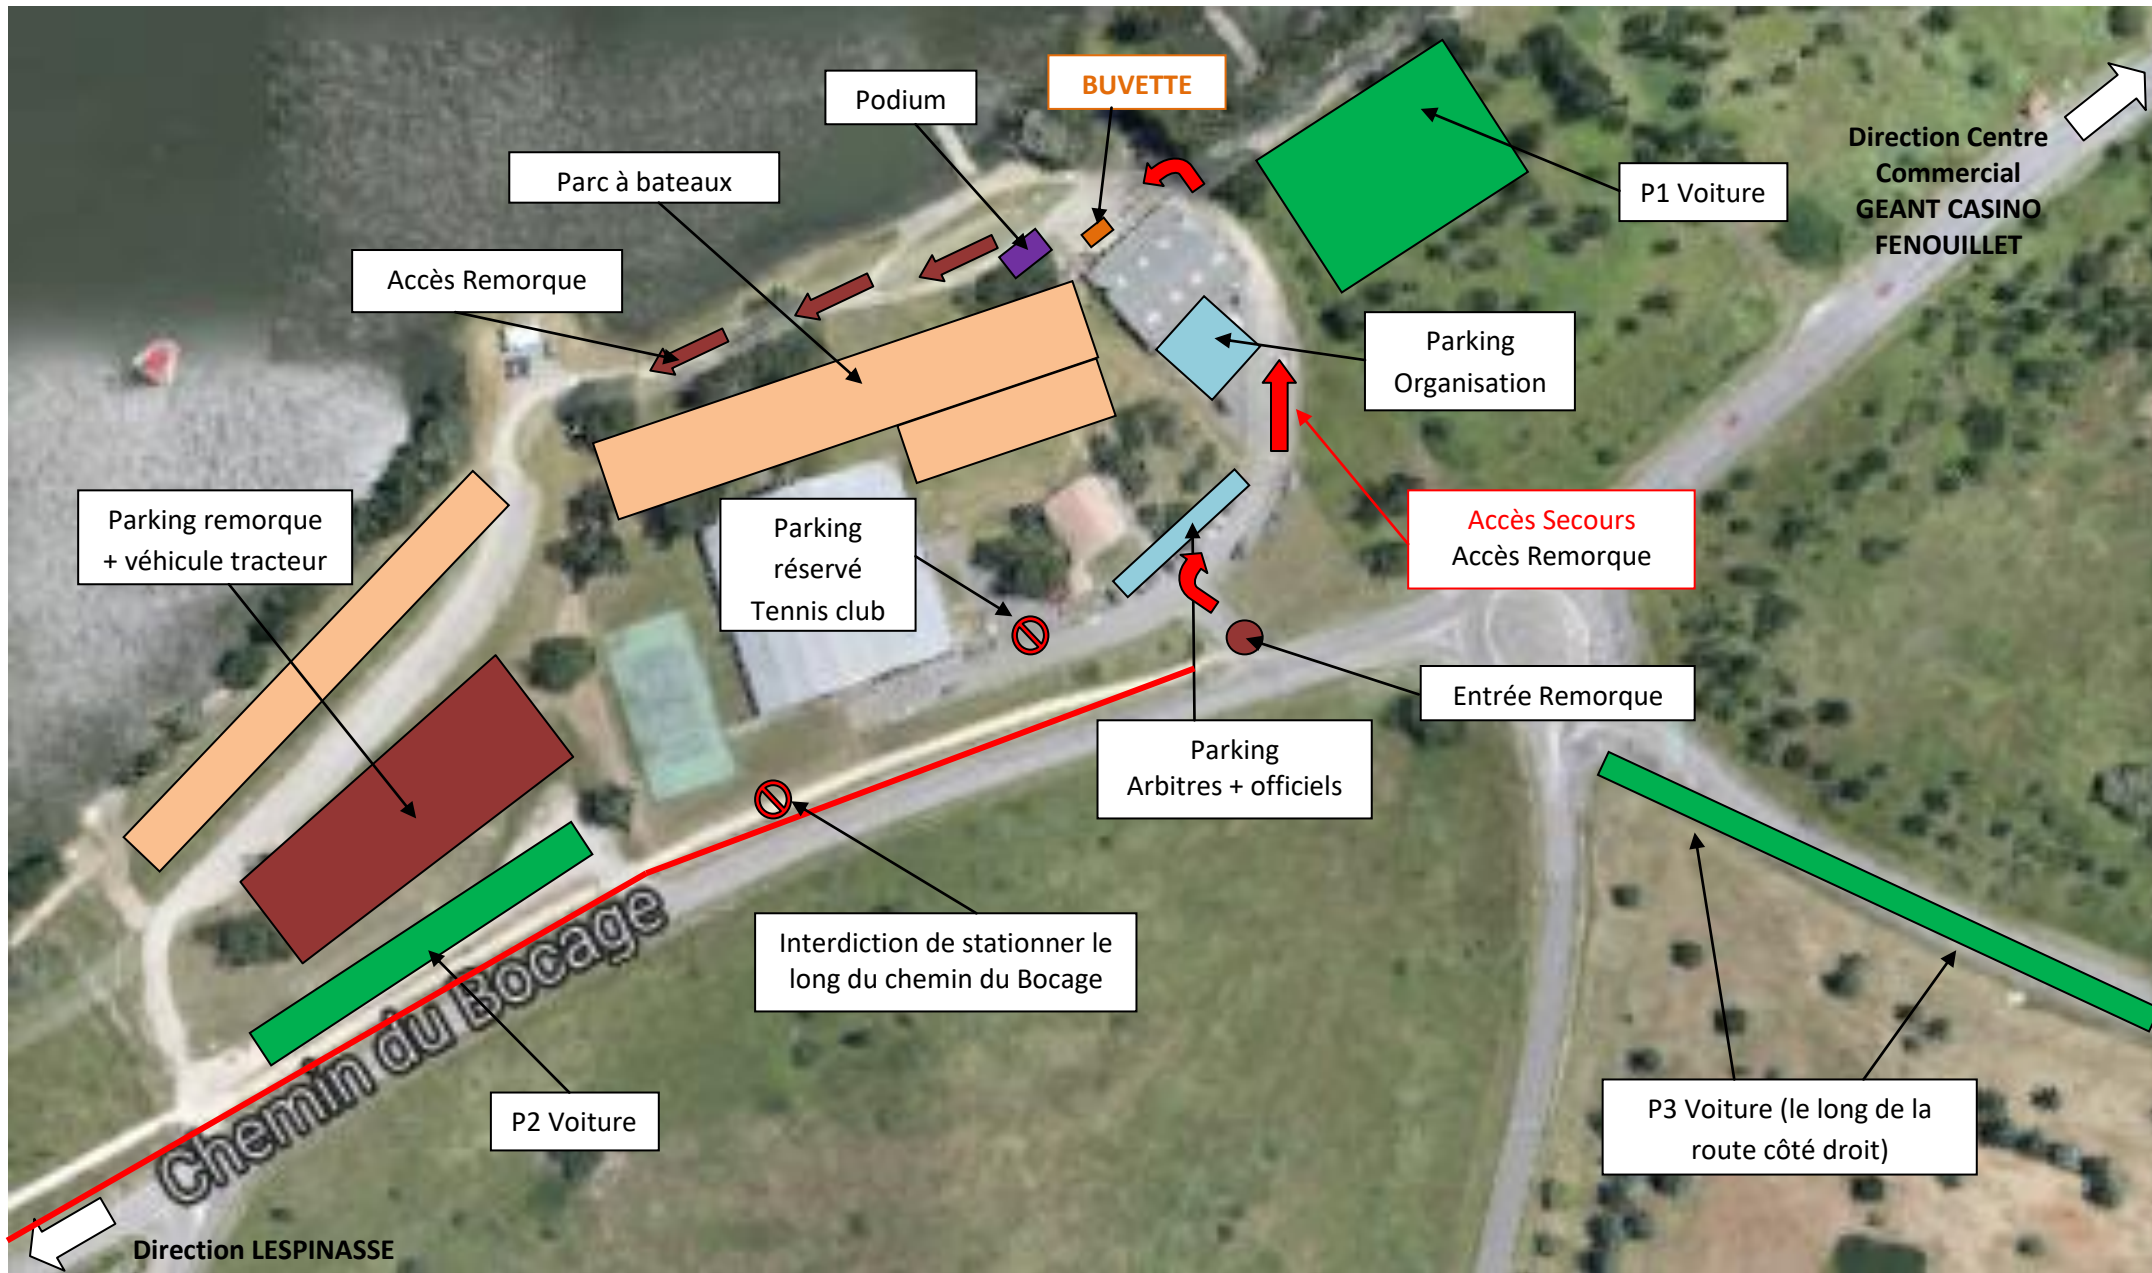 BUVETTE
Podium
Direction Centre
Commercial
GEANT CASINO
FENOUILLET
Parc à bateaux
P1 Voiture
Accès Remorque
Parking
Organisation
Parking remorque
+ véhicule tracteur
Parking
réservé
Tennis club
Accès Secours
Accès Remorque
Entrée Remorque
Parking
Arbitres + officiels
Interdiction de stationner le
long du chemin du Bocage
Chemin du Bocage
P2 Voiture
P3 Voiture (le long de la
route côté droit)
Direction LESPINASSE